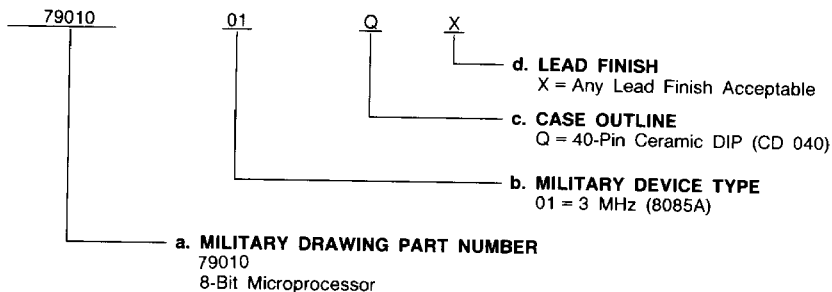 79010 01 Q X
d. LEAD FINISH
X = Any Lead Finish Acceptable
c. CASE OUTLINE
Q = 40-Pin Ceramic DIP (CD 040)
b. MILITARY DEVICE TYPE
01 = 3 MHz (8085A)
a. MILITARY DRAWING PART NUMBER
79010
8-Bit Microprocessor